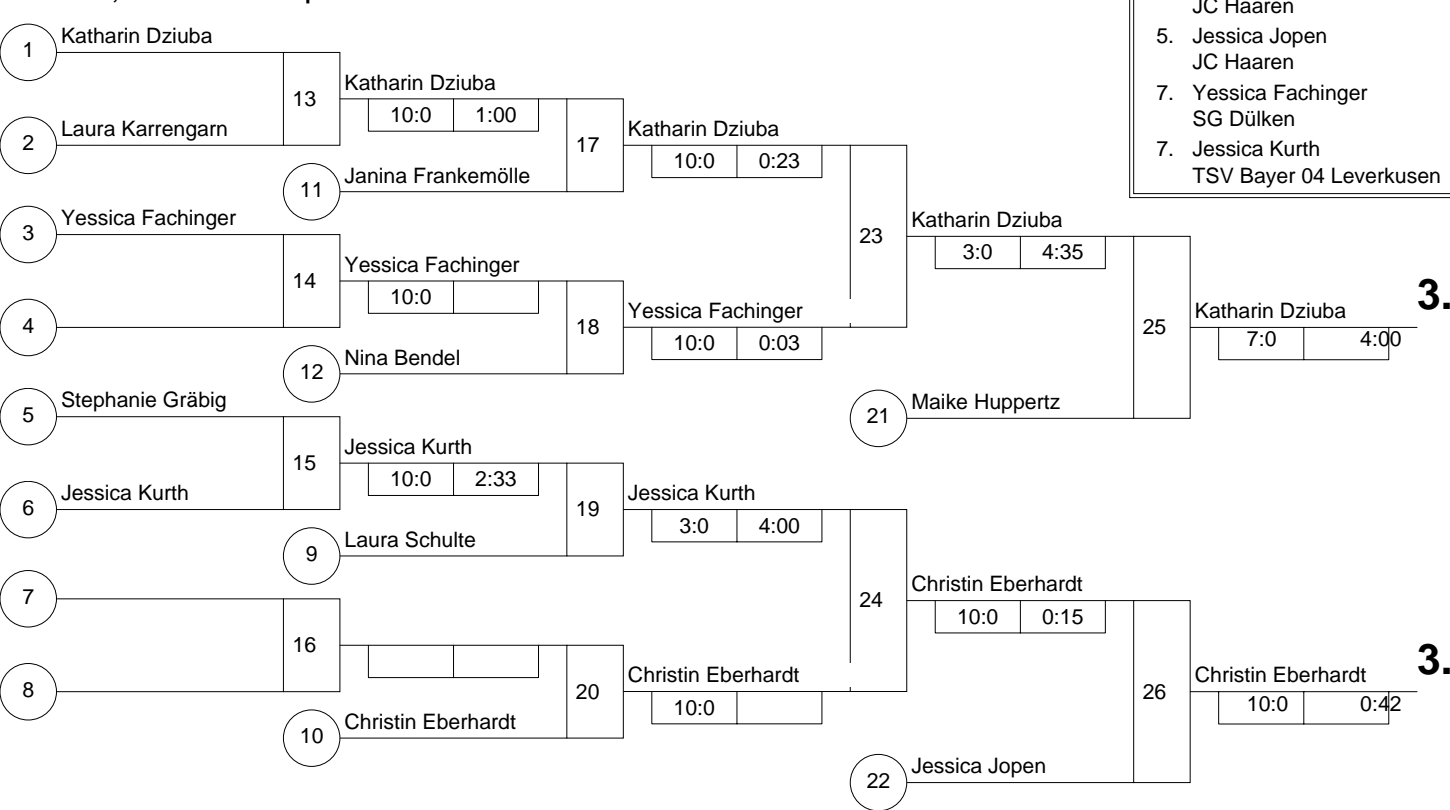 JC Haaren
5. Jessica Jopen
JC Haaren
7. Yessica Fachinger
SG Dülken
7. Jessica Kurth
TSV Bayer 04 Leverkusen
1 Katharin Dziuba
2 Laura Karrengarn
13 Katharin Dziuba
10:0 1:00
11 Janina Frankemölle
17 Katharin Dziuba
10:0 0:23
3 Yessica Fachinger
4
14 Yessica Fachinger
10:0
12 Nina Bendel
18 Yessica Fachinger
10:0 0:03
23 Katharin Dziuba
3:0 4:35
21 Maike Huppertz
25 Katharin Dziuba
7:0 4:00
3.
5 Stephanie Gräbig
6 Jessica Kurth
15 Jessica Kurth
10:0 2:33
9 Laura Schulte
19 Jessica Kurth
3:0 4:00
7
8
16
10 Christin Eberhardt
20 Christin Eberhardt
10:0
24 Christin Eberhardt
10:0 0:15
22 Jessica Jopen
26 Christin Eberhardt
10:0 0:42
3.